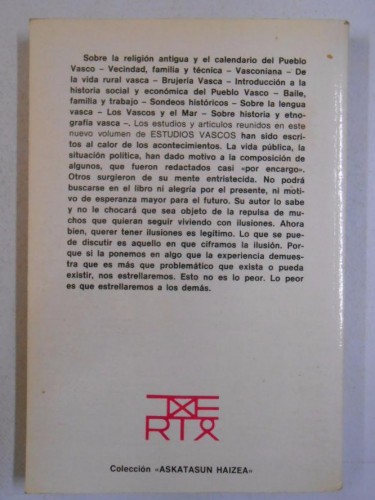 Sobre la religión antigua y el calendario del Pueblo
Vasco – Vecindad, familia y técnica – Vasconiana – De
la vida rural vasca – Brujería Vasca – Introducción a la
historia social y económica del Pueblo Vasco – Baile,
familia y trabajo – Sondeos históricos – Sobre la lengua
vasca – Los Vascos y el Mar – Sobre historia y etno-
grafía vasca –. Los estudios y artículos reunidos en este
nuevo volumen de ESTUDIOS VASCOS han sido escri-
tos al calor de los acontecimientos. La vida pública, la
situación política, han dado motivo a la composición de
algunos, que fueron redactados casi «por encargo».
Otros surgieron de su mente entristecida. No podrá
buscarse en el libro ni alegría por el presente, ni moti-
vo de esperanza mayor para el futuro. Su autor lo sabe
y no le chocará que sea objeto de la repulsa de mu-
chos que quieran seguir viviendo con ilusiones. Ahora
bien, querer tener ilusiones es legítimo. Lo que se pue-
de discutir es aquello en que ciframos la ilusión. Por-
que si la ponemos en algo que la experiencia demues-
tra que es más que problemático que exista o pueda
existir, nos estrellaremos. Esto no es lo peor. Lo peor
es que estrellaremos a los demás.
TXER
TOA
Colección «ASKATASUN HAIZEA»